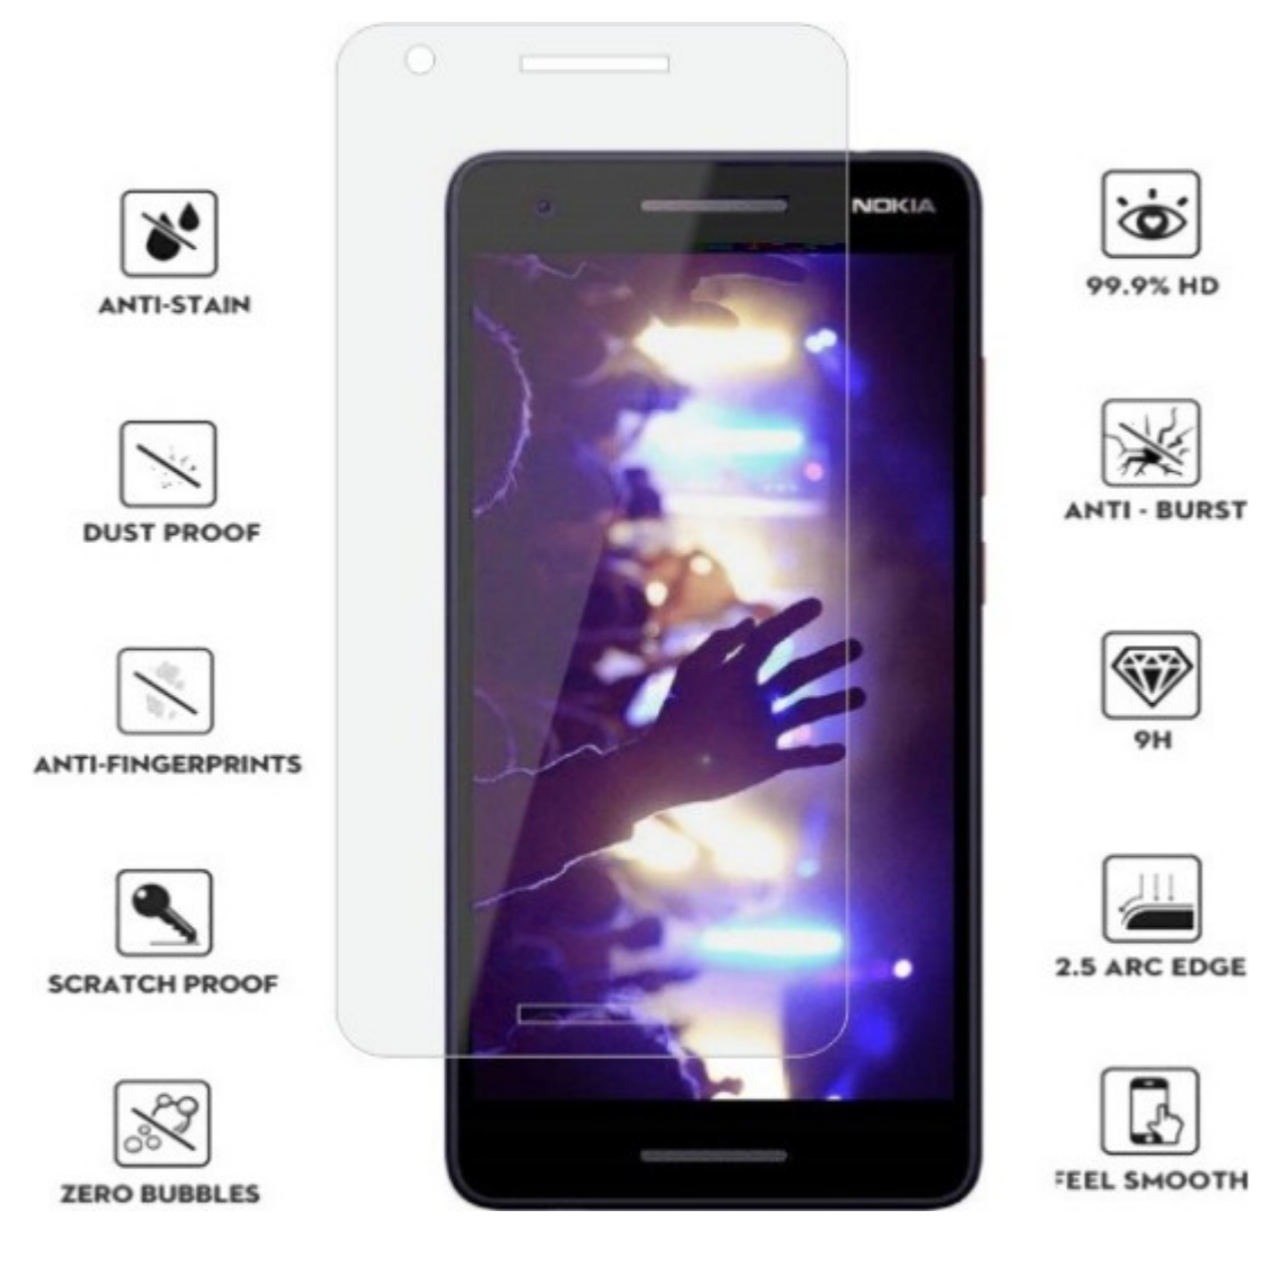 NOKIA
ANTI-STAIN
DUST PROOF
ANTI-FINGERPRINTS
SCRATCH PROOF
ZERO BUBBLES
99.9% HD
ANTI - BURST
9H
2.5 ARC EDGE
FEEL SMOOTH